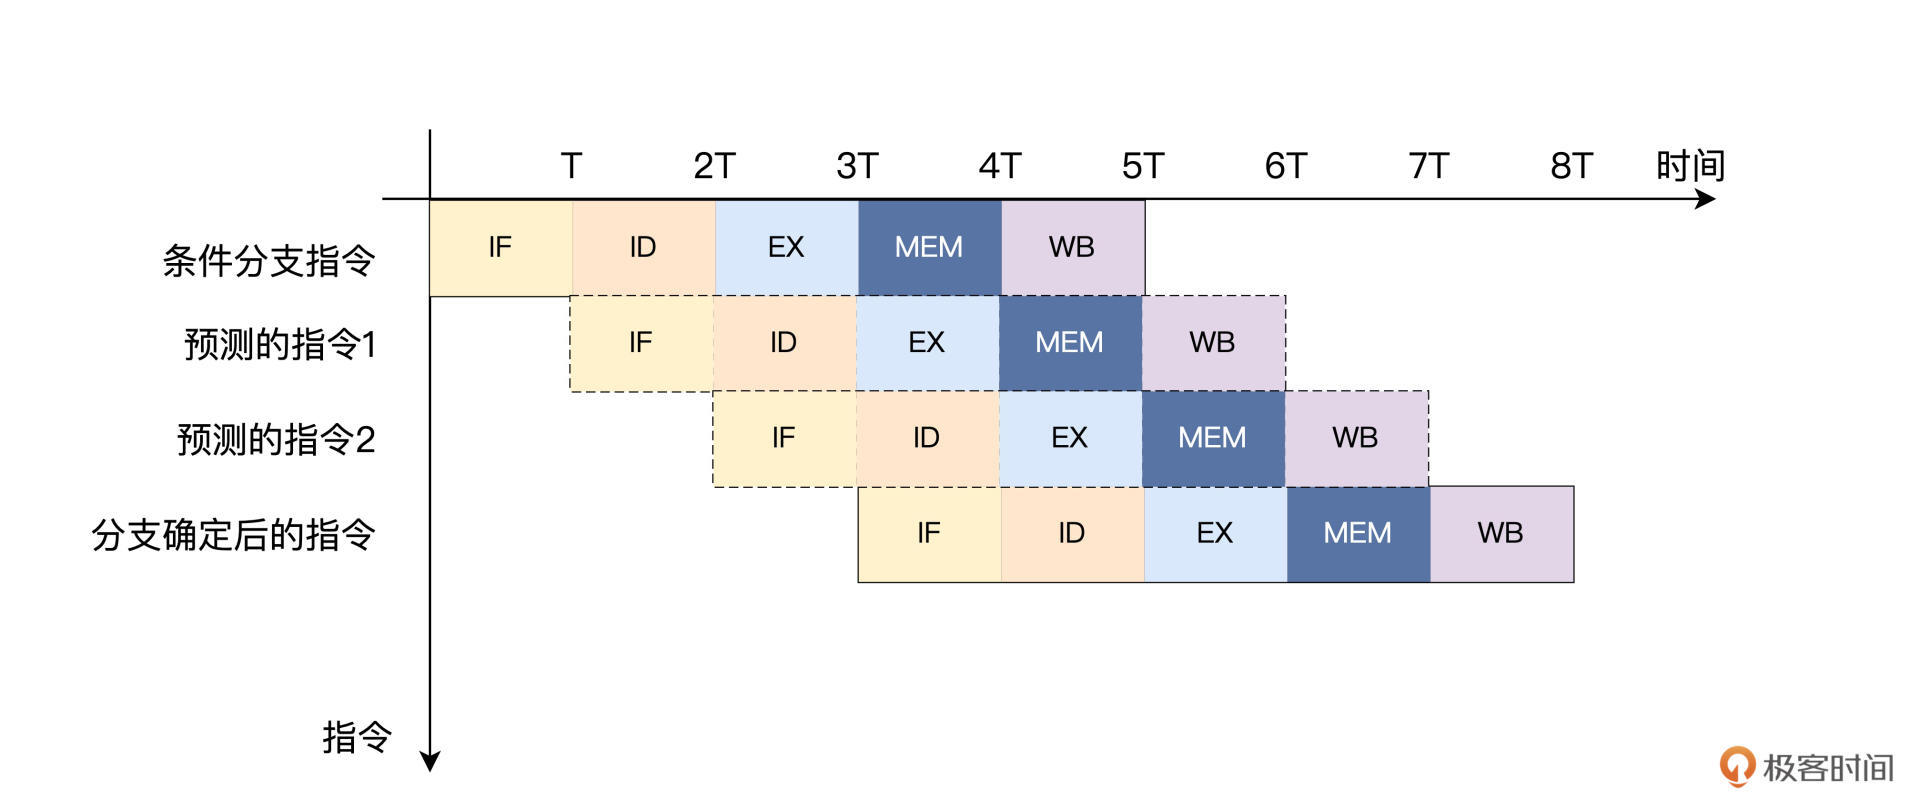 T 2T 3T 4T 5T 6T 7T 8T 时间
条件分支指令 IF ID EX MEM WB
预测的指令1 IF ID EX MEM WB
预测的指令2 IF ID EX MEM WB
分支确定后的指令 IF ID EX MEM WB
指令
极客时间